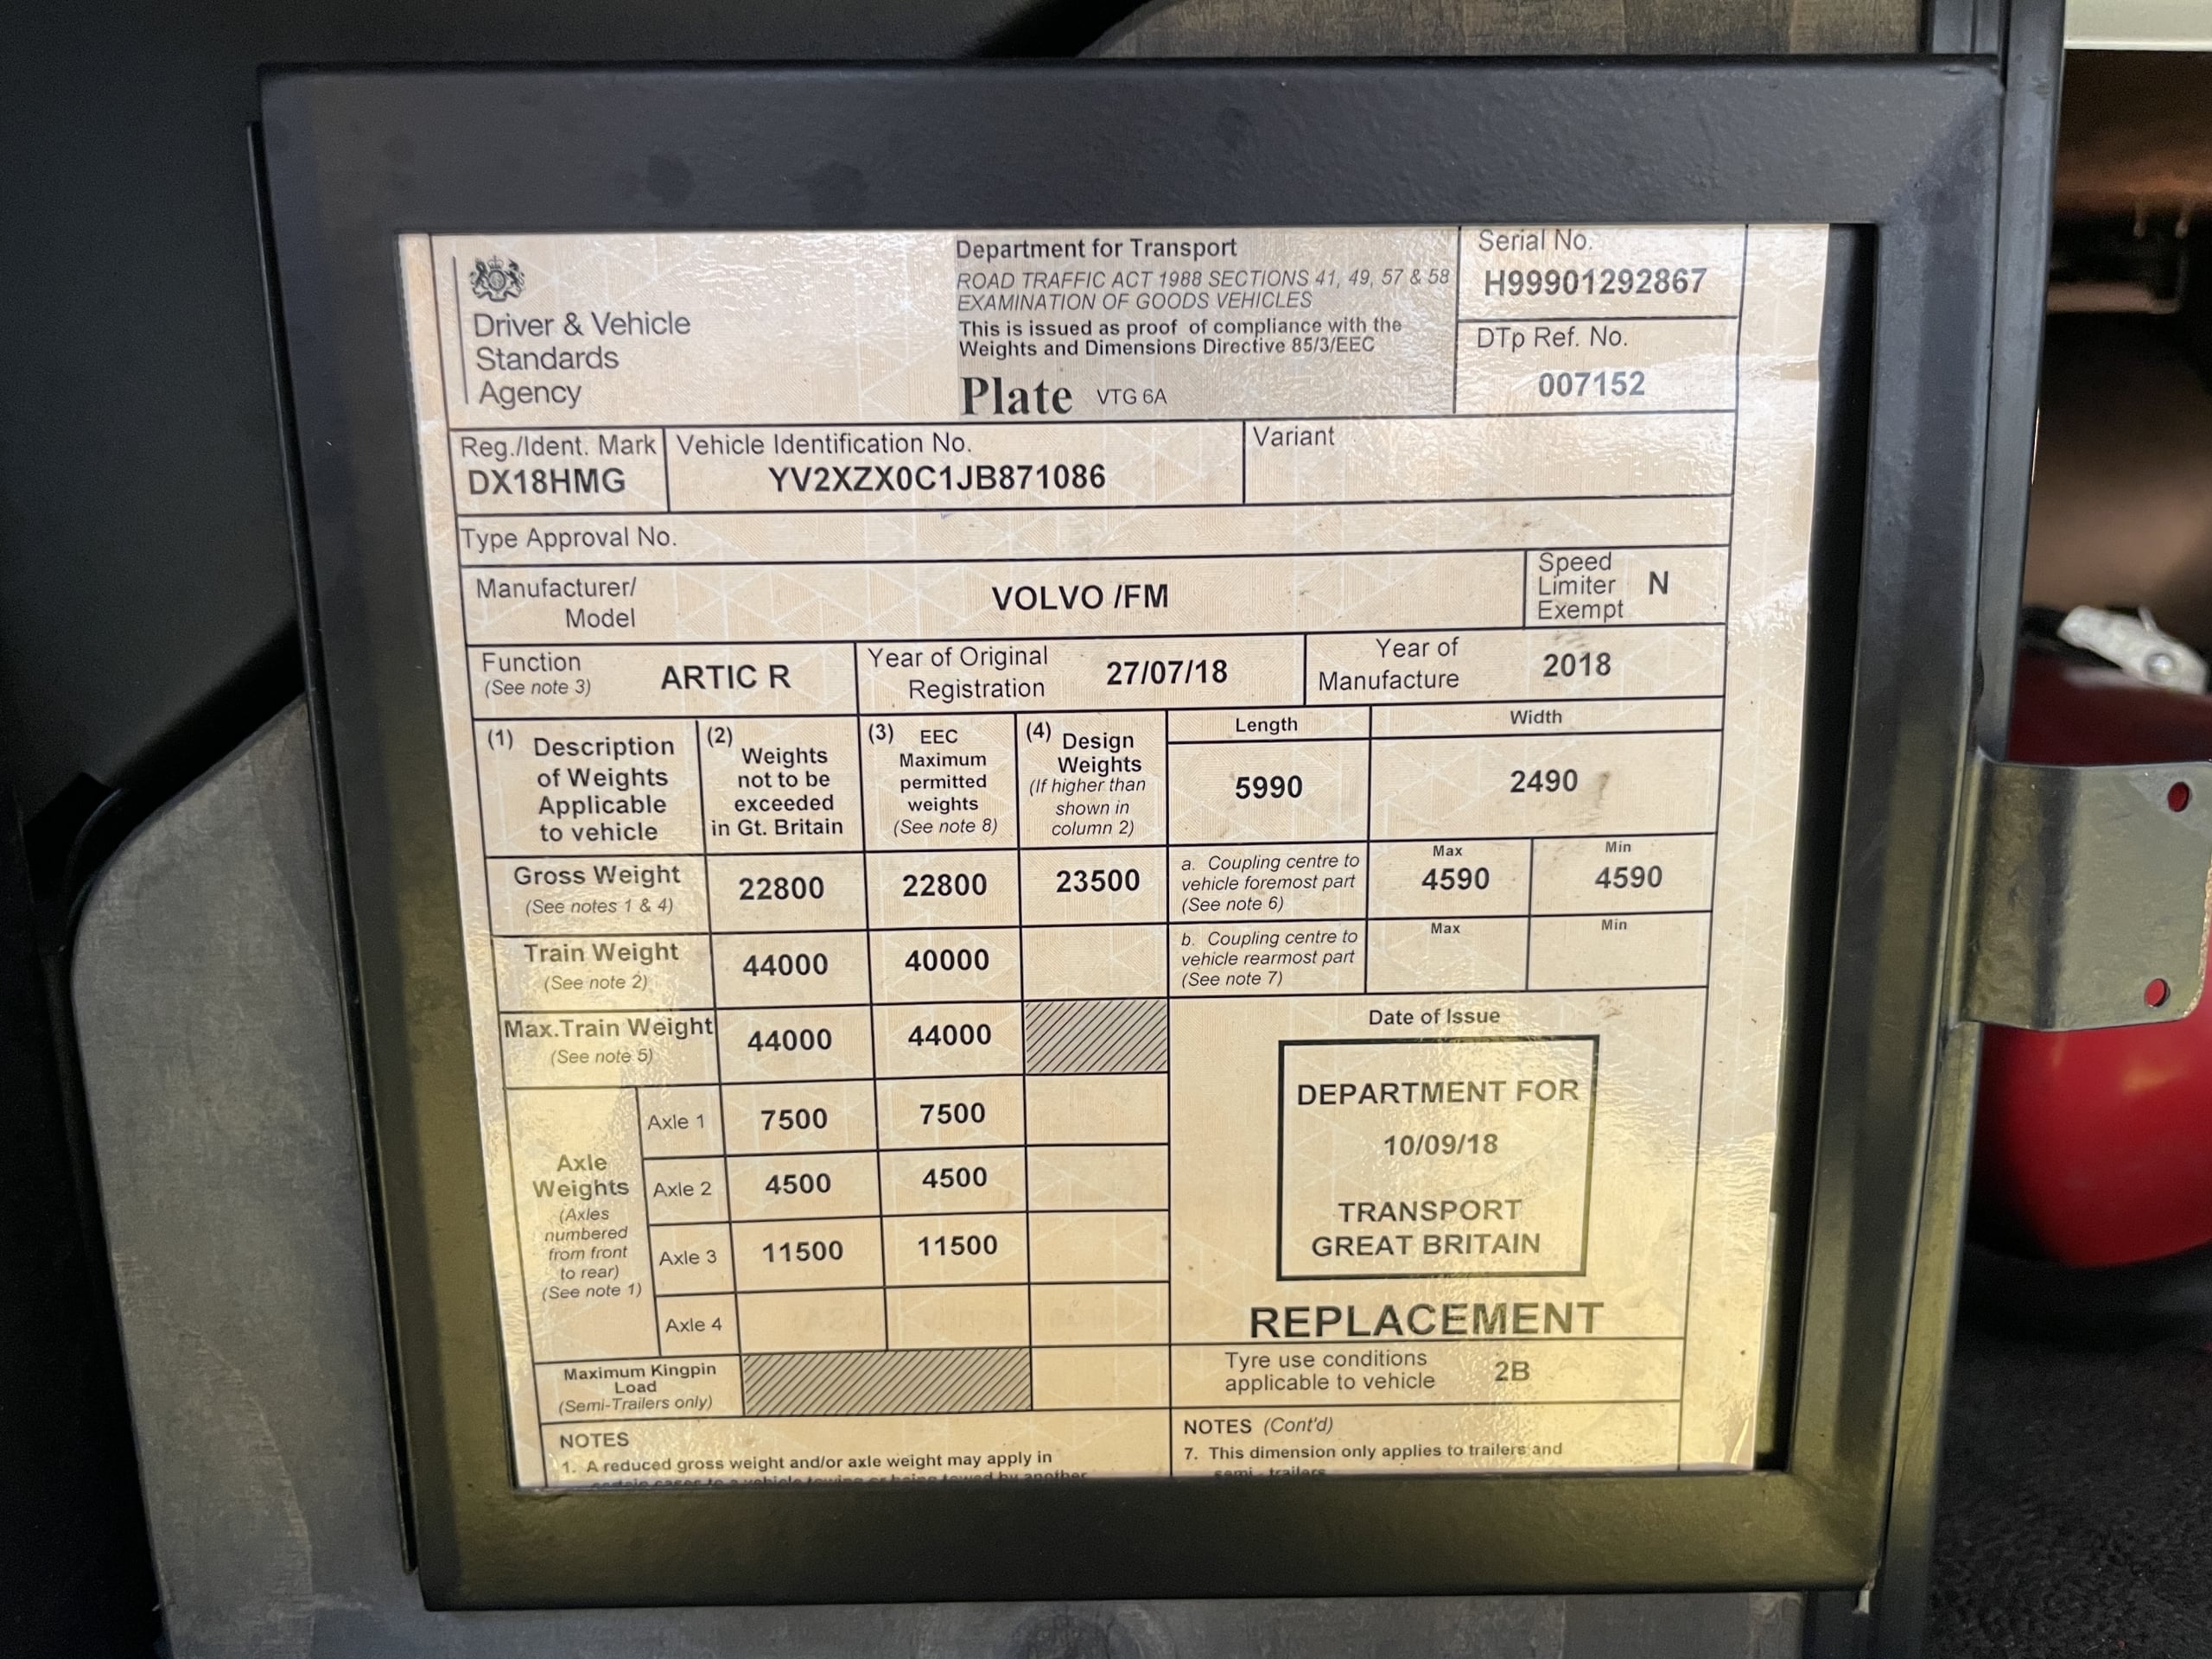 Driver & Vehicle
Standards
Agency
Department for Transport
ROAD TRAFFIC ACT 1988 SECTIONS 41, 49, 57 & 58
EXAMINATION OF GOODS VEHICLES
This is issued as proof of compliance with the
Weights and Dimensions Directive 85/3/EEC
Plate VTG 6A
Serial No.
H99901292867
DTp Ref. No.
007152
Reg./Ident. Mark
DX18HMG
Vehicle Identification No.
YV2XZX0C1JB871086
Variant
Type Approval No.
Manufacturer/
Model
VOLVO /FM
Speed
Limiter
Exempt
N
Function
(See note 3)
ARTIC R
Year of Original
Registration
27/07/18
Year of
Manufacture
2018
(1) Description
of Weights
Applicable
to vehicle
(2) Weights
not to be
exceeded
in Gt. Britain
(3) EEC
Maximum
permitted
weights
(See note 8)
(4) Design
Weights
(If higher than
shown in
column 2)
Length
5990
Width
2490
Gross Weight
(See notes 1 & 4)
22800
22800
23500
a. Coupling centre to
vehicle foremost part
(See note 6)
Max
4590
Min
4590
Train Weight
(See note 2)
44000
40000
b. Coupling centre to
vehicle rearmost part
(See note 7)
Max
Min
Max.Train Weight
(See note 5)
44000
44000
Axle
Weights
(Axles
numbered
from front
to rear)
(See note 1)
Axle 1
7500
7500
Axle 2
4500
4500
Axle 3
11500
11500
Axle 4
Maximum Kingpin
Load
(Semi-Trailers only)
Date of Issue
DEPARTMENT FOR
10/09/18
TRANSPORT
GREAT BRITAIN
REPLACEMENT
Tyre use conditions
applicable to vehicle
2B
NOTES
1. A reduced gross weight and/or axle weight may apply in
certain cases to a vehicle towing or being towed by another
NOTES (Cont'd)
7. This dimension only applies to trailers and
semi - trailers